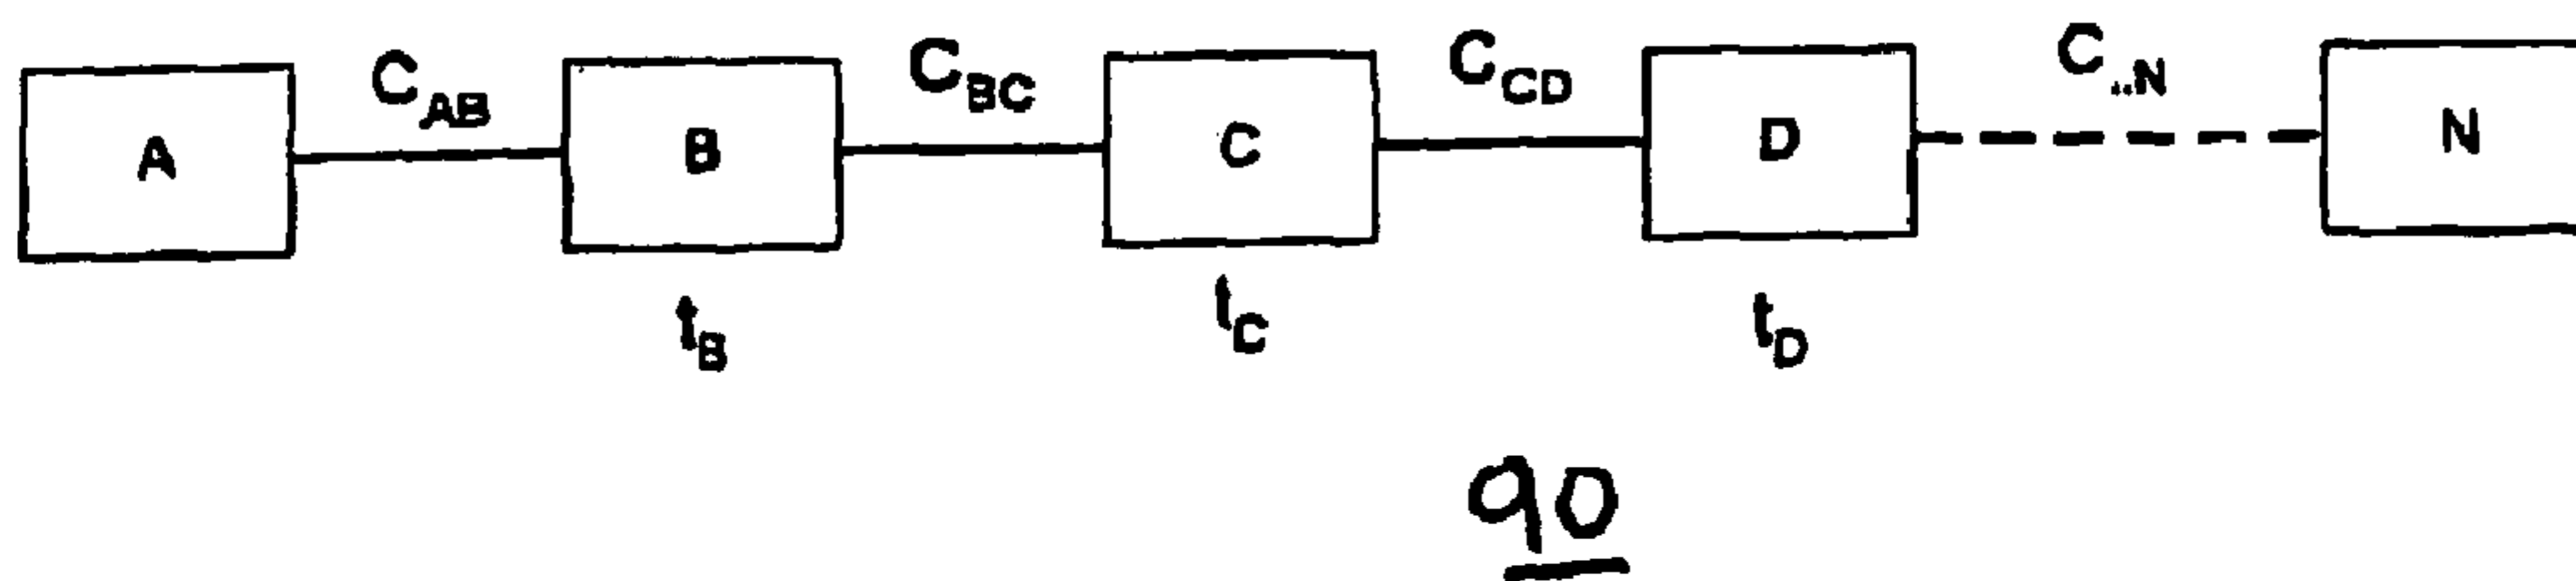 C_AB C_BC C_CD C_..N
A B C D N
t_B t_C t_D
90